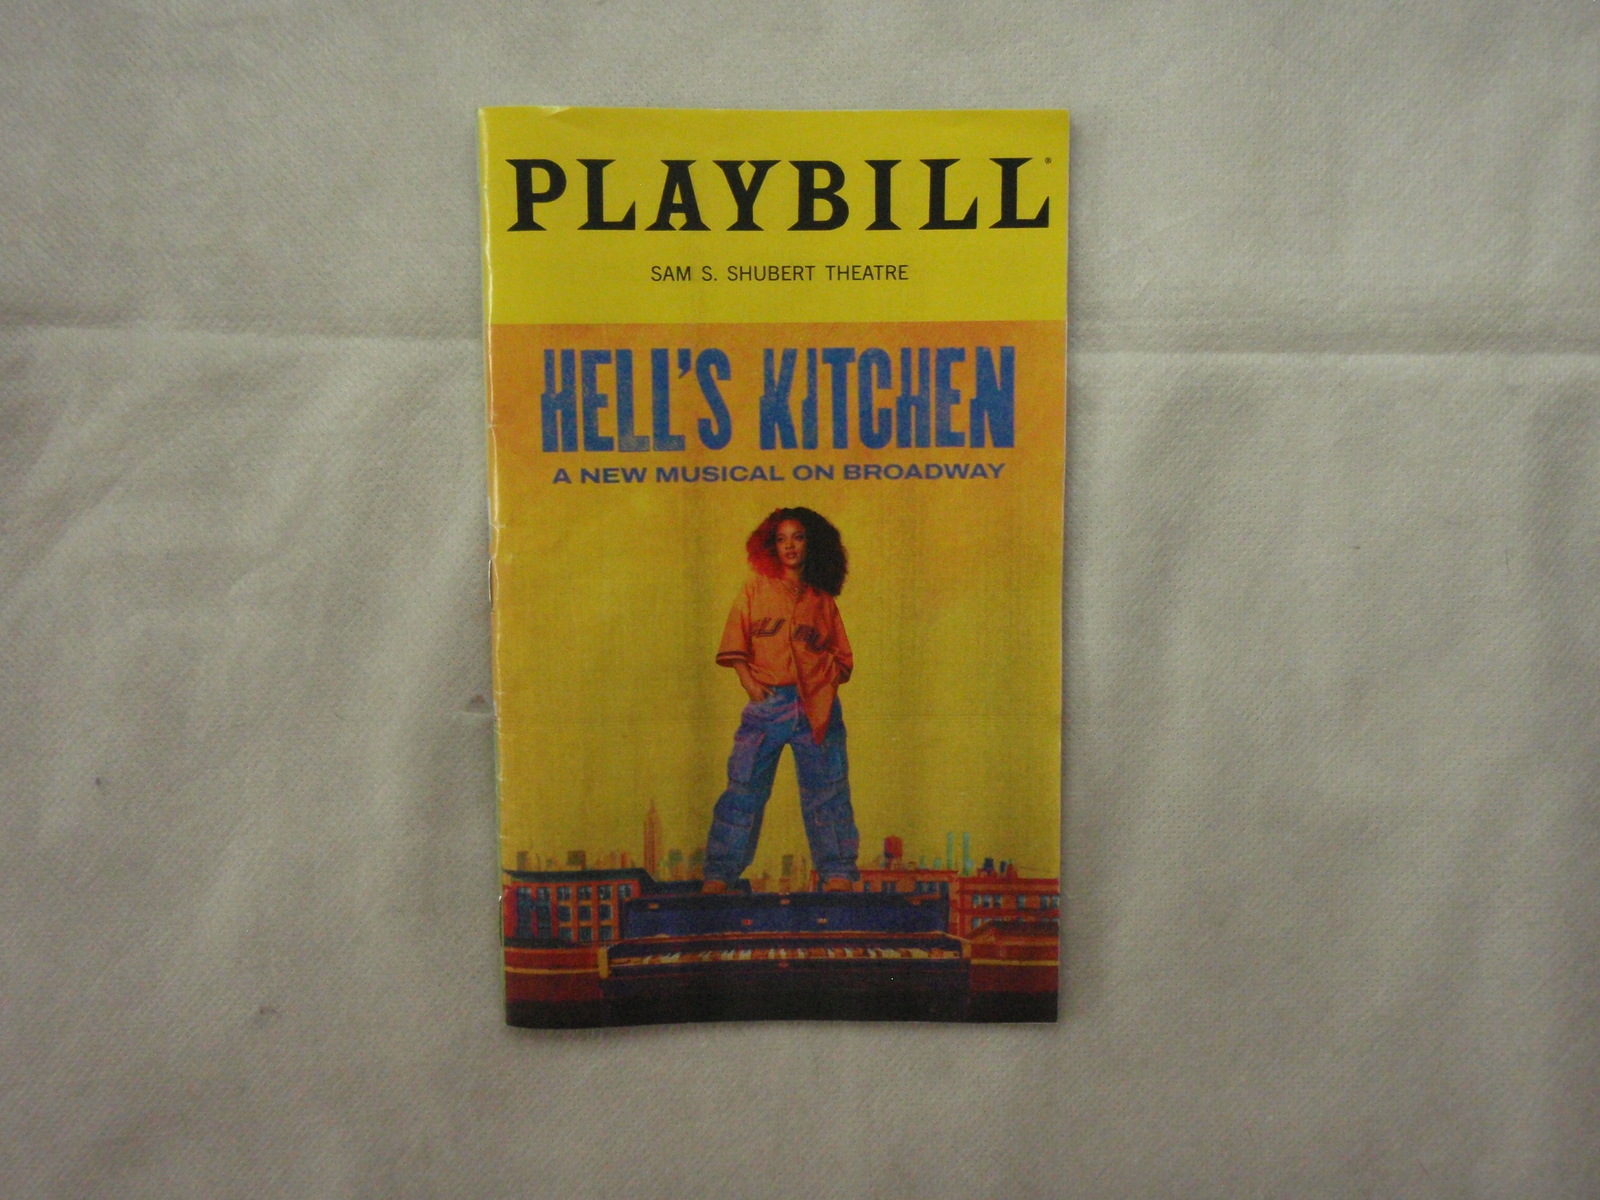 PLAYBILL®
SAM S. SHUBERT THEATRE
HELL'S KITCHEN
A NEW MUSICAL ON BROADWAY